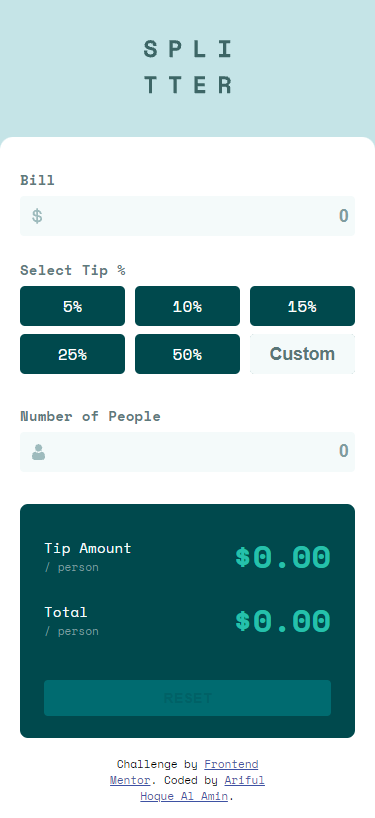 SPLI
TTER
Bill
$ 0
Select Tip %
5% 10% 15%
25% 50% Custom
Number of People
0
Tip Amount $0.00
/ person
Total $0.00
/ person
RESET
Challenge by Frontend
Mentor. Coded by Ariful
Hoque Al Amin.